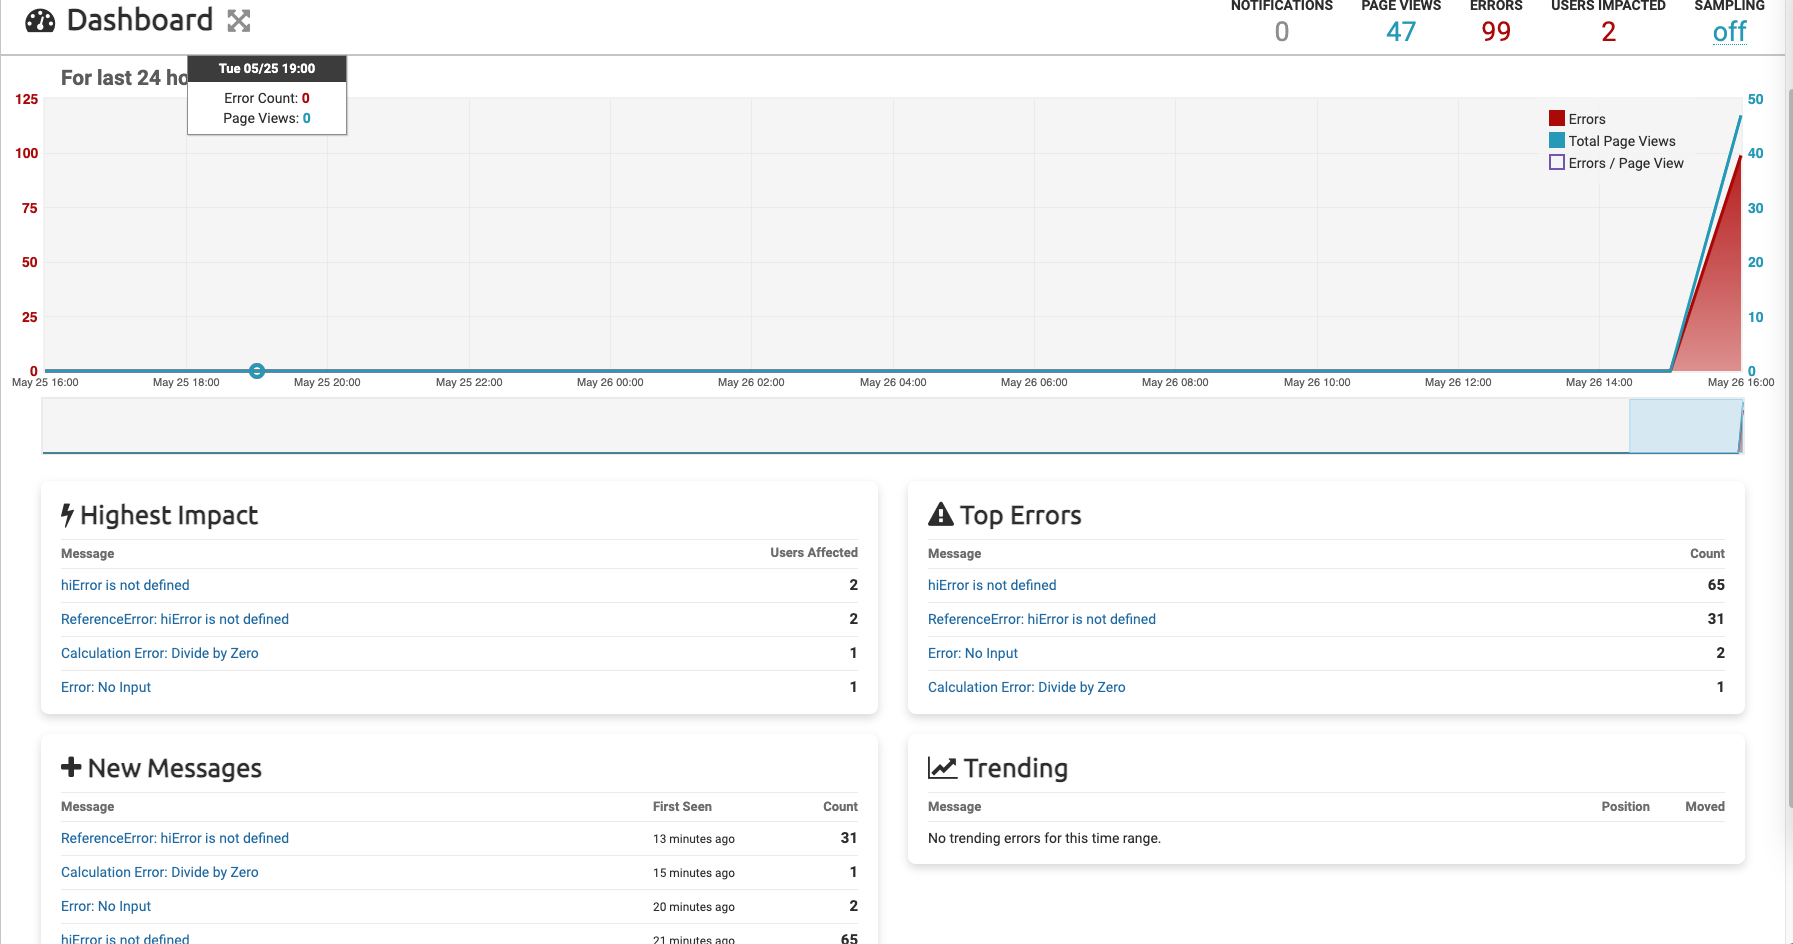 Dashboard
NOTIFICATIONS PAGE VIEWS ERRORS USERS IMPACTED SAMPLING
0 47 99 2 off
For last 24 ho
Tue 05/25 19:00
Error Count: 0
Page Views: 0
125
100
75
50
25
0
50
40
30
20
10
0
Errors
Total Page Views
Errors / Page View
May 25 16:00 May 25 18:00 May 25 20:00 May 25 22:00 May 26 00:00 May 26 02:00 May 26 04:00 May 26 06:00 May 26 08:00 May 26 10:00 May 26 12:00 May 26 14:00 May 26 16:00
Highest Impact
Message Users Affected
hiError is not defined 2
ReferenceError: hiError is not defined 2
Calculation Error: Divide by Zero 1
Error: No Input 1
Top Errors
Message Count
hiError is not defined 65
ReferenceError: hiError is not defined 31
Error: No Input 2
Calculation Error: Divide by Zero 1
New Messages
Message First Seen Count
ReferenceError: hiError is not defined 13 minutes ago 31
Calculation Error: Divide by Zero 15 minutes ago 1
Error: No Input 20 minutes ago 2
hiError is not defined 21 minutes ago 65
Trending
Message Position Moved
No trending errors for this time range.